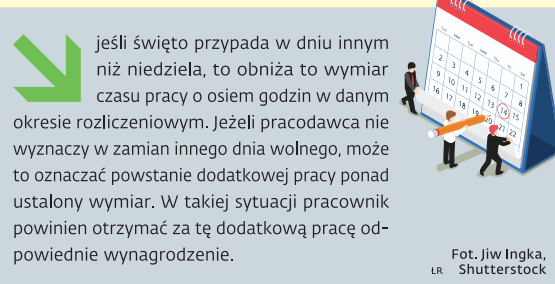 jeśli święto przypada w dniu innym
niż niedziela, to obniża to wymiar
czasu pracy o osiem godzin w danym
okresie rozliczeniowym. Jeżeli pracodawca nie
wyznaczy w zamian innego dnia wolnego, może
to oznaczać powstanie dodatkowej pracy ponad
ustalony wymiar. W takiej sytuacji pracownik
powinien otrzymać za tę dodatkową pracę od-
powiednie wynagrodzenie.
Fot. Jiw Ingka,
ŁR Shutterstock